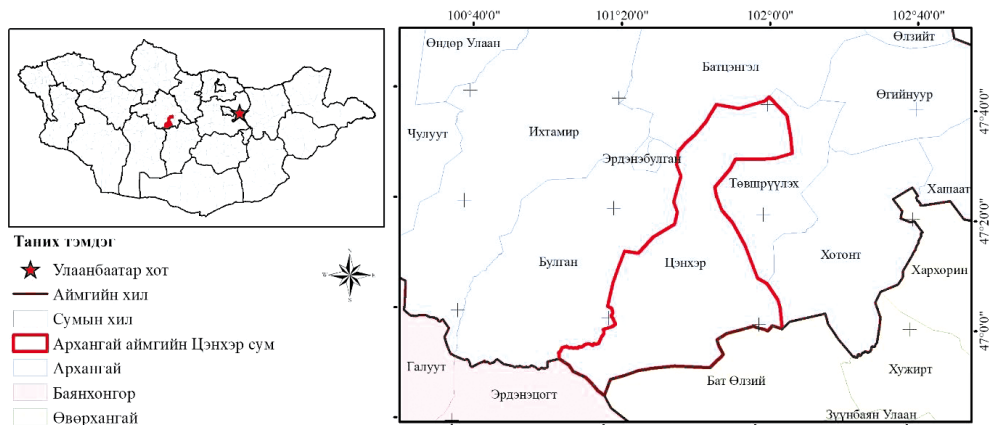 100°40'0" 101°20'0" 102°0'0" 102°40'0"
Өндөр Улаан
Өлзийт
Батцэнгэл
Өгийнуур
47°40'0"
Чулуут
Ихтамир
Эрдэнэбулган
Төвшрүүлэх
Хашаат
47°20'0"
Булган
Цэнхэр
Хотонт
Хархорин
47°0'0"
Галуут
Бат Өлзий
Хужирт
Эрдэнэцогт
Зүүнбаян Улаан
Таних тэмдэг
Улаанбаатар хот
Аймгийн хил
Сумын хил
Архангай аймгийн Цэнхэр сум
Архангай
Баянхонгор
Өвөрхангай
N
W E
S